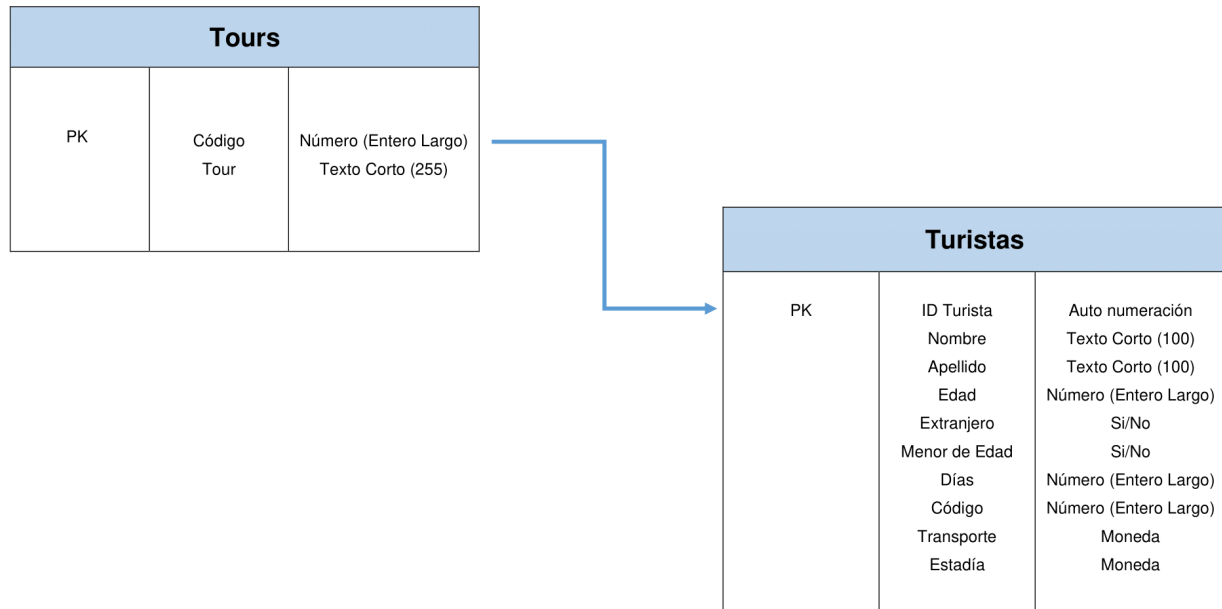 Tours
PK
Código
Número (Entero Largo)
Tour
Texto Corto (255)
Turistas
PK
ID Turista
Auto numeración
Nombre
Texto Corto (100)
Apellido
Texto Corto (100)
Edad
Número (Entero Largo)
Extranjero
Si/No
Menor de Edad
Si/No
Días
Número (Entero Largo)
Código
Número (Entero Largo)
Transporte
Moneda
Estadía
Moneda